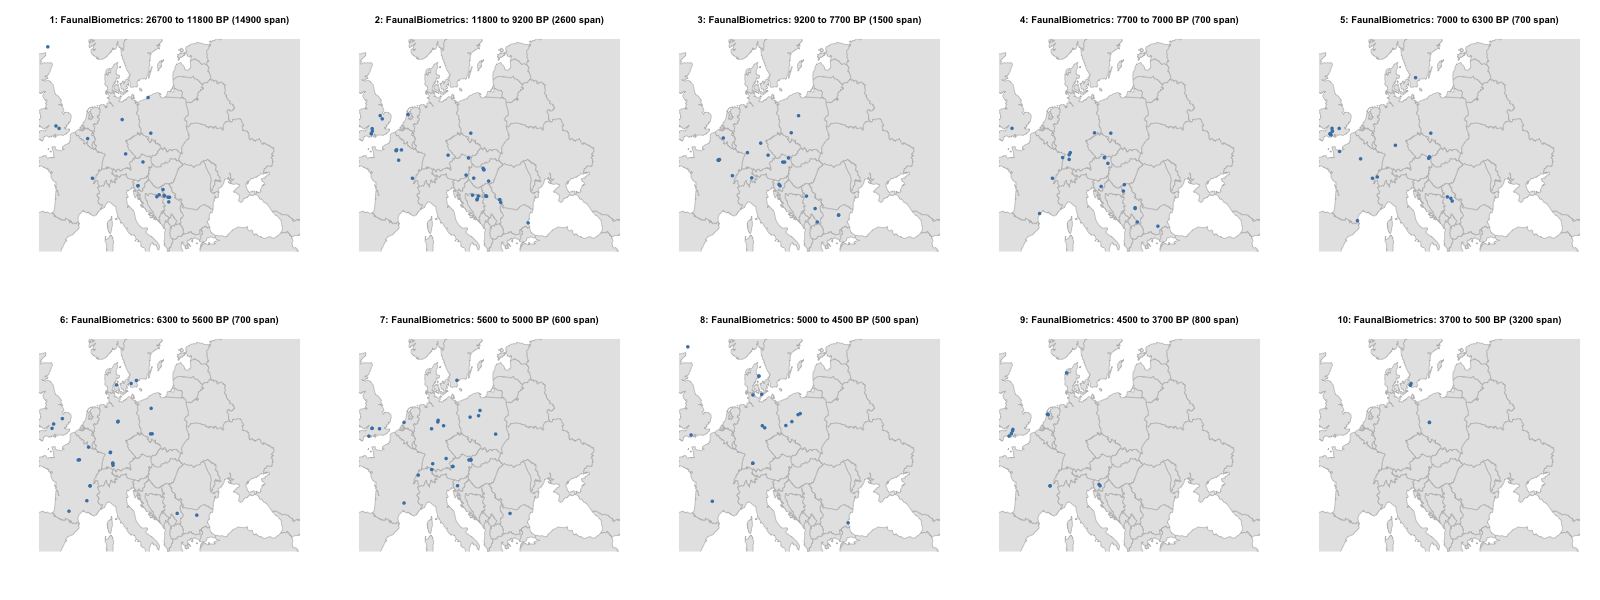 1: FaunalBiometrics: 26700 to 11800 BP (14900 span)
2: FaunalBiometrics: 11800 to 9200 BP (2600 span)
3: FaunalBiometrics: 9200 to 7700 BP (1500 span)
4: FaunalBiometrics: 7700 to 7000 BP (700 span)
5: FaunalBiometrics: 7000 to 6300 BP (700 span)
6: FaunalBiometrics: 6300 to 5600 BP (700 span)
7: FaunalBiometrics: 5600 to 5000 BP (600 span)
8: FaunalBiometrics: 5000 to 4500 BP (500 span)
9: FaunalBiometrics: 4500 to 3700 BP (800 span)
10: FaunalBiometrics: 3700 to 500 BP (3200 span)